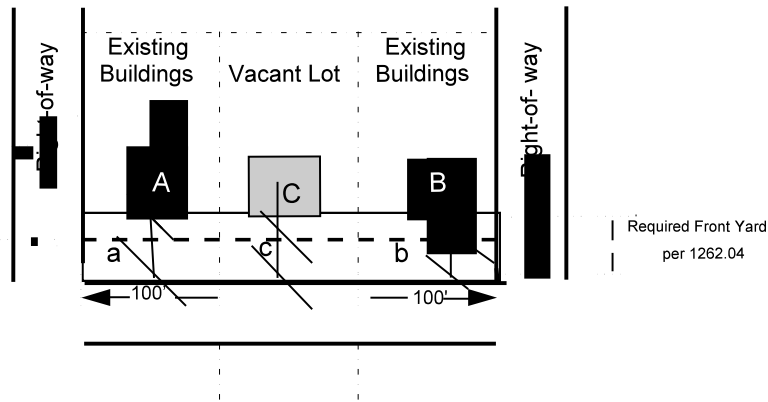 Existing
Buildings
Vacant Lot
Existing
Buildings
Right-of-way
Right-of- way
A
C
B
Required Front Yard
per 1262.04
a
c
b
100'
100'